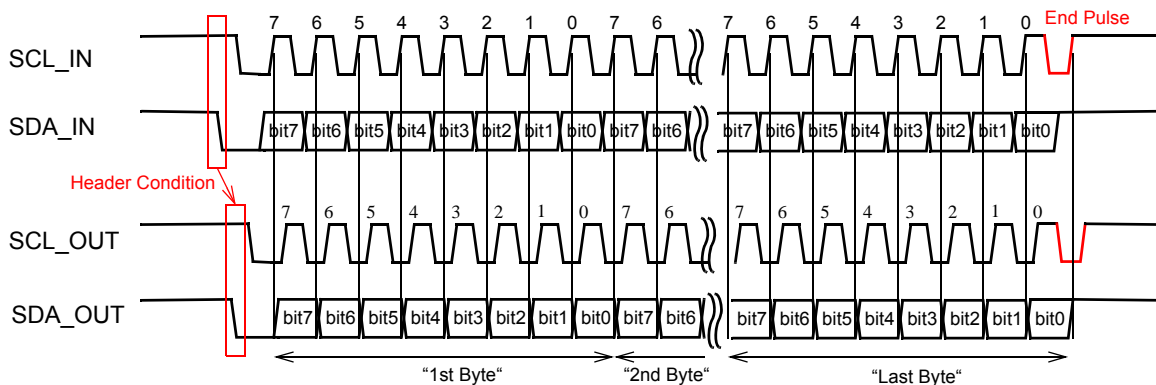 7 6 5 4 3 2 1 0 7 6 7 6 5 4 3 2 1 0 End Pulse
SCL_IN
SDA_IN bit7 bit6 bit5 bit4 bit3 bit2 bit1 bit0 bit7 bit6 bit7 bit6 bit5 bit4 bit3 bit2 bit1 bit0
Header Condition
7 6 5 4 3 2 1 0 7 6 7 6 5 4 3 2 1 0
SCL_OUT
SDA_OUT bit7 bit6 bit5 bit4 bit3 bit2 bit1 bit0 bit7 bit6 bit7 bit6 bit5 bit4 bit3 bit2 bit1 bit0
“1st Byte“ “2nd Byte“ “Last Byte“